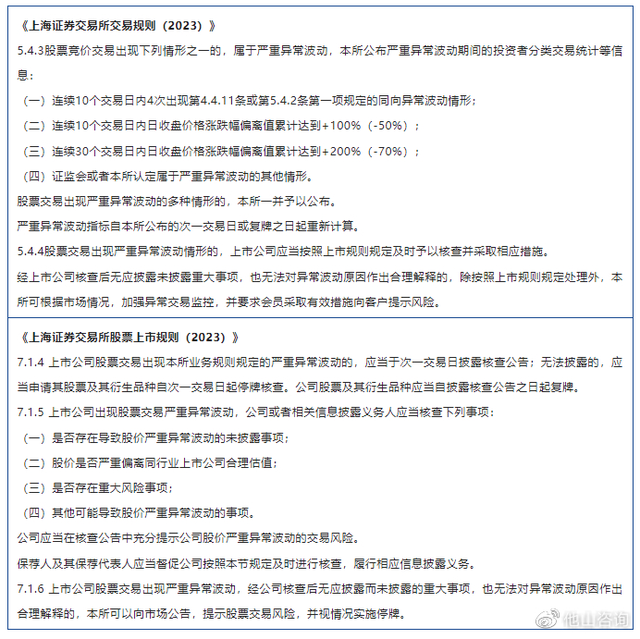 《上海证券交易所交易规则（2023）》
5.4.3股票竞价交易出现下列情形之一的，属于严重异常波动，本所公布严重异常波动期间的投资者分类交易统计等信
息：
（一）连续10个交易日内4次出现第4.4.11条或第5.4.2条第一项规定的同向异常波动情形；
（二）连续10个交易日内日收盘价格涨跌幅偏离值累计达到+100%（-50%）；
（三）连续30个交易日内日收盘价格涨跌幅偏离值累计达到+200%（-70%）；
（四）证监会或者本所认定属于严重异常波动的其他情形。
股票交易出现严重异常波动的多种情形的，本所一并予以公布。
严重异常波动指标自本所公布的次一交易日或复牌之日起重新计算。
5.4.4股票交易出现严重异常波动情形的，上市公司应当按照上市规则规定及时予以核查并采取相应措施。
经上市公司核查后无应披露未披露重大事项，也无法对异常波动原因作出合理解释的，除按照上市规则规定处理外，本
所可根据市场情况，加强异常交易监控，并要求会员采取有效措施向客户提示风险。
《上海证券交易所股票上市规则（2023）》
7.1.4 上市公司股票交易出现本所业务规则规定的严重异常波动的，应当于次一交易日披露核查公告；无法披露的，应
当申请其股票及其衍生品种自次一交易日起停牌核查。公司股票及其衍生品种应当自披露核查公告之日起复牌。
7.1.5 上市公司出现股票交易严重异常波动，公司或者相关信息披露义务人应当核查下列事项：
（一）是否存在导致股价严重异常波动的未披露事项；
（二）股价是否严重偏离同行业上市公司合理估值；
（三）是否存在重大风险事项；
（四）其他可能导致股价严重异常波动的事项。
公司应当在核查公告中充分提示公司股价严重异常波动的交易风险。
保荐人及其保荐代表人应当督促公司按照本节规定及时进行核查，履行相应信息披露义务。
7.1.6 上市公司股票交易出现严重异常波动，经公司核查后无应披露而未披露的重大事项，也无法对异常波动原因作出
合理解释的，本所可以向市场公告，提示股票交易风险，并视情况实施停牌。
@他山咨询